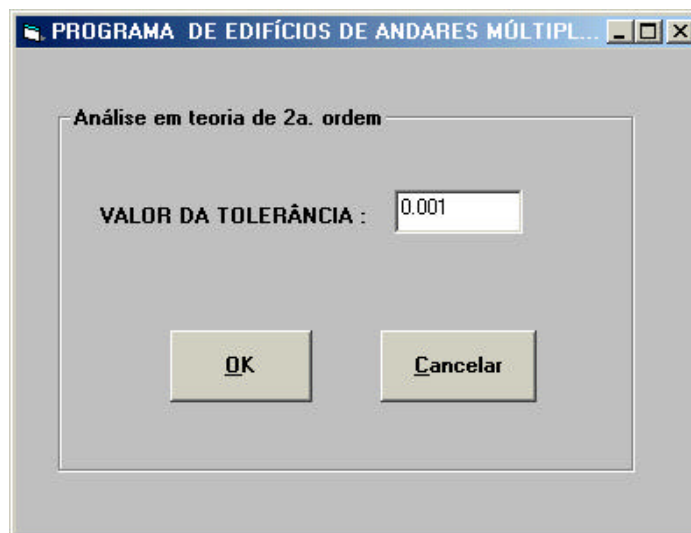 PROGRAMA DE EDIFÍCIOS DE ANDARES MÚLTIPL...
Análise em teoria de 2a. ordem
VALOR DA TOLERÂNCIA : 0.001
OK Cancelar